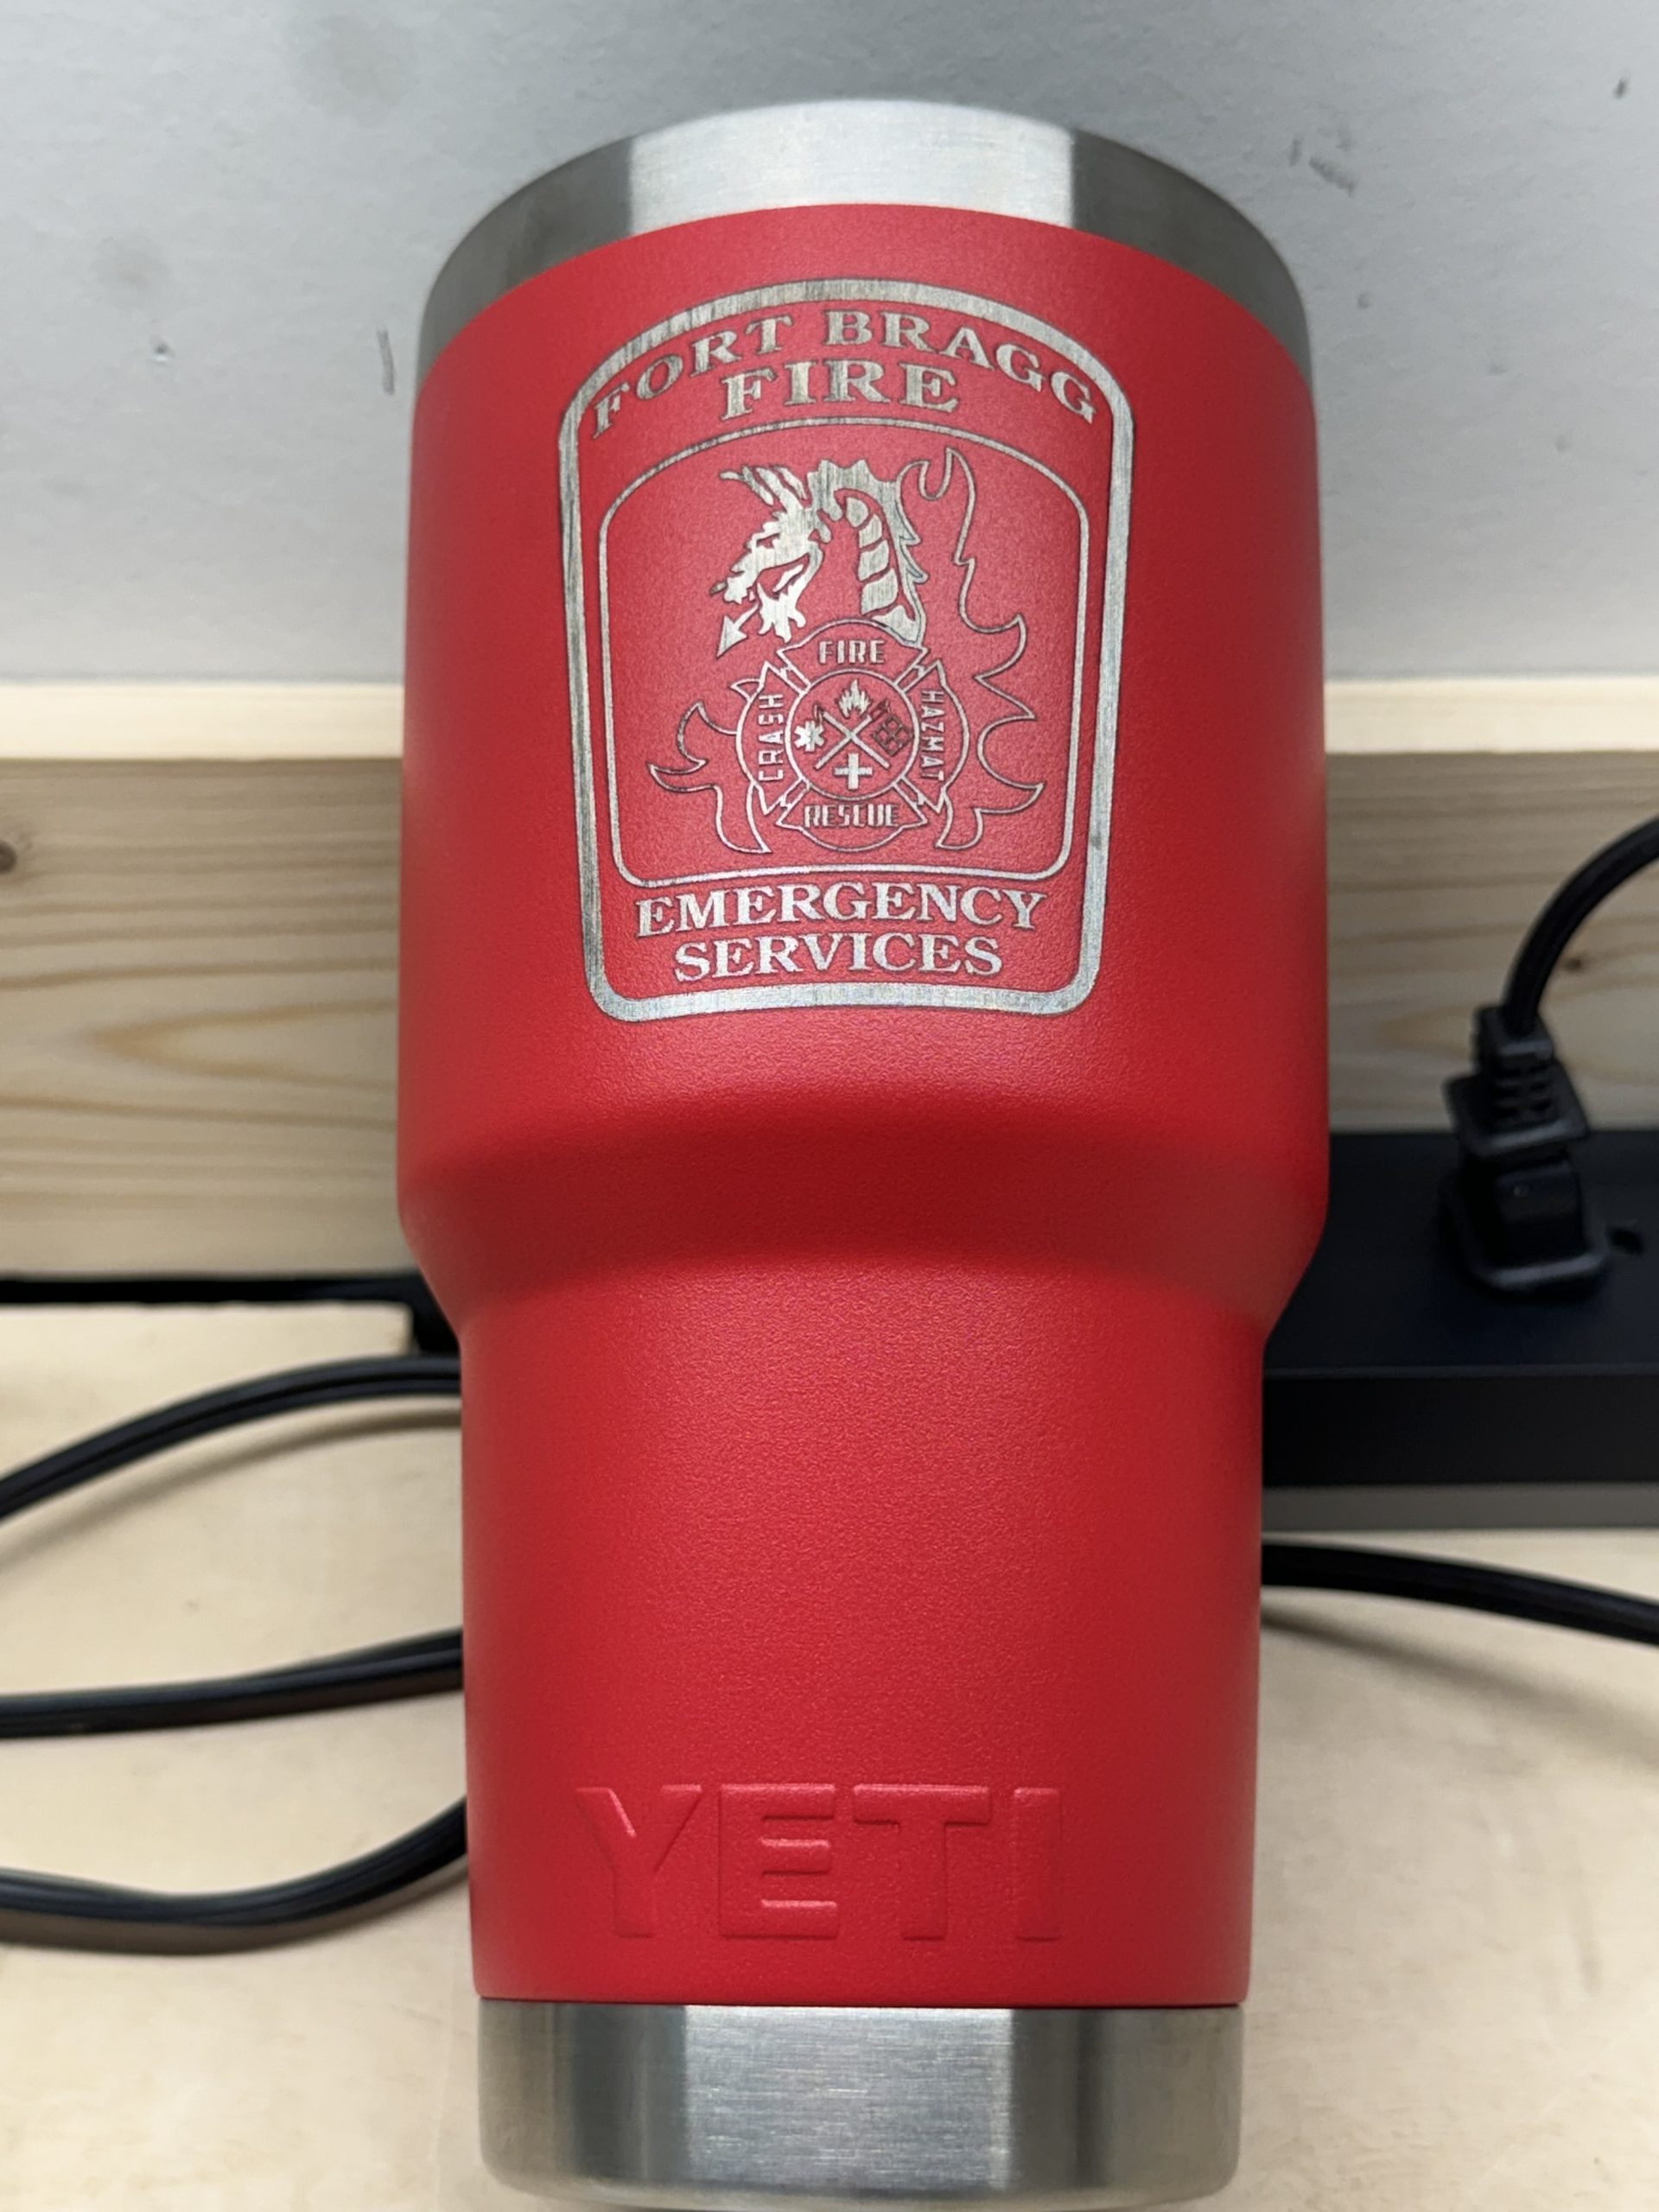 FORT BRAGG
FIRE
FIRE
CRASH
HAZMAT
RESCUE
EMERGENCY
SERVICES
YETI